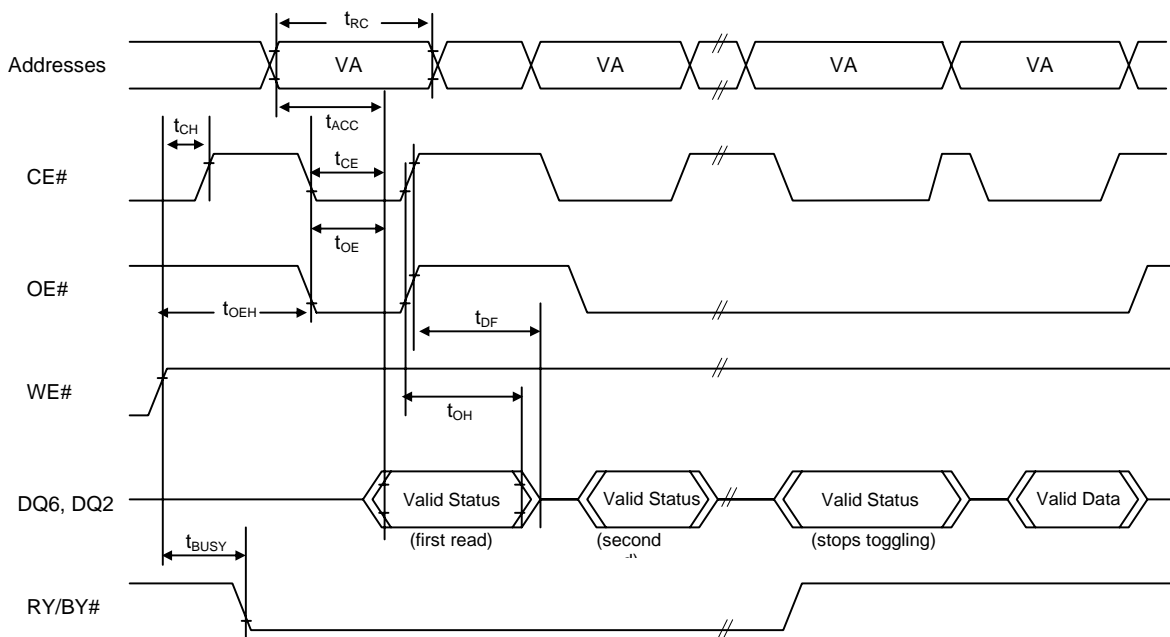 tRC
Addresses
VA
VA
VA
VA
tACC
tCH
tCE
CE#
tOE
OE#
tOEH
tDF
WE#
tOH
DQ6, DQ2
Valid Status
Valid Status
Valid Status
Valid Data
(first read)
(second
(stops toggling)
tBUSY
RY/BY#